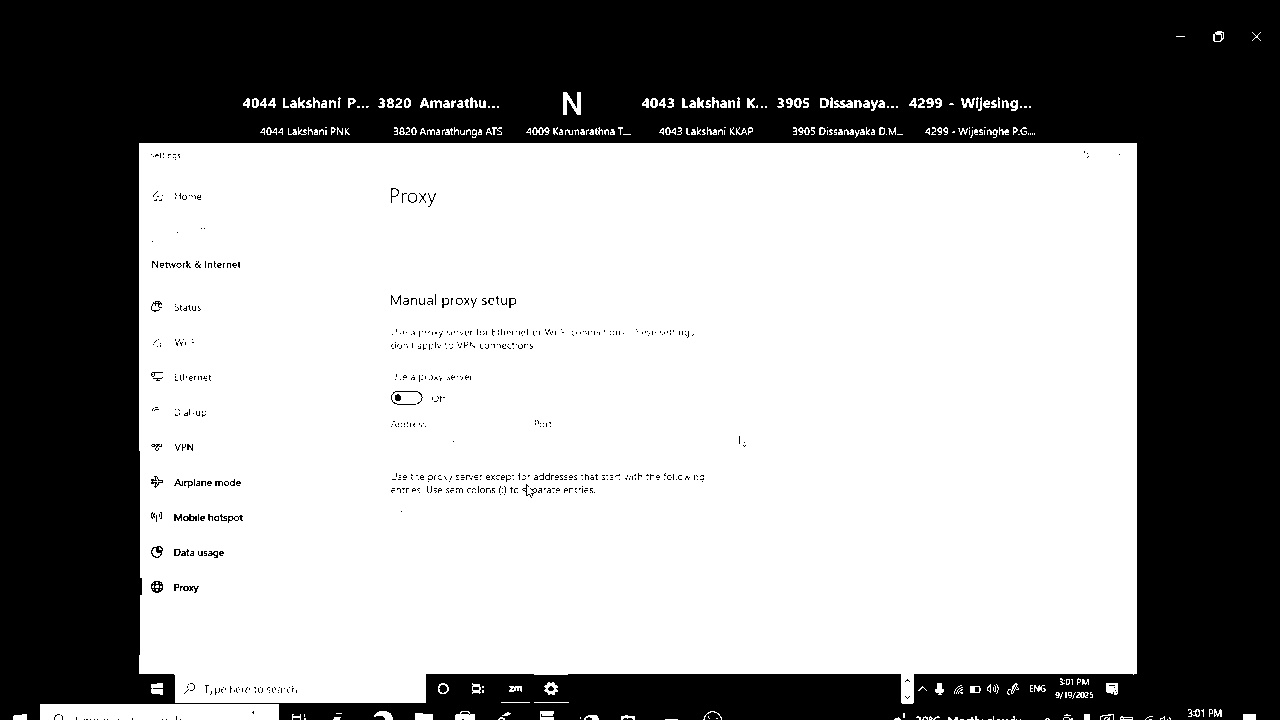 4044 Lakshani P... 3820 Amarathu... N 4043 Lakshani K... 3905 Dissanaya... 4299 - Wijesing...
4044 Lakshani PNK 3820 Amarathunga ATS 4009 Karunarathna T... 4043 Lakshani KKAP 3905 Dissanayaka D.M... 4299 - Wijesinghe P.G....
Settings
Home
Proxy
Network & Internet
Manual proxy setup
Status
Use a proxy server for Ethernet or Wi-Fi connections. These settings
don't apply to VPN connections.
Wi-Fi
Ethernet
Use a proxy server
Off
Dial-up
Address Port
VPN
Use the proxy server except for addresses that start with the following
entries. Use semicolons (;) to separate entries.
Airplane mode
Mobile hotspot
Data usage
Proxy
Type here to search
zm
ENG
3:01 PM
9/19/2025
Mostly cloudy
3:01 PM